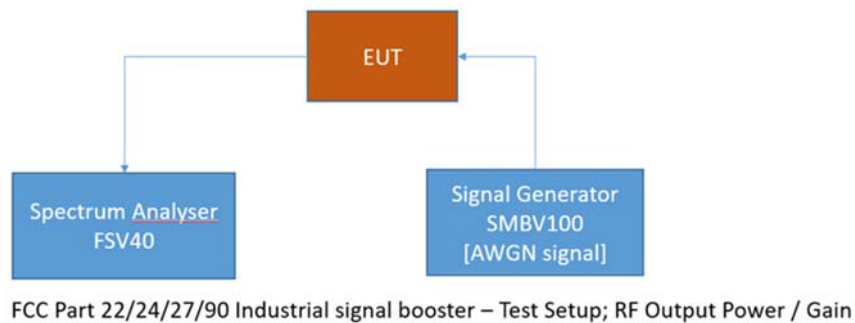 EUT
Spectrum Analyser
FSV40
Signal Generator
SMBV100
[AWGN signal]
FCC Part 22/24/27/90 Industrial signal booster – Test Setup; RF Output Power / Gain